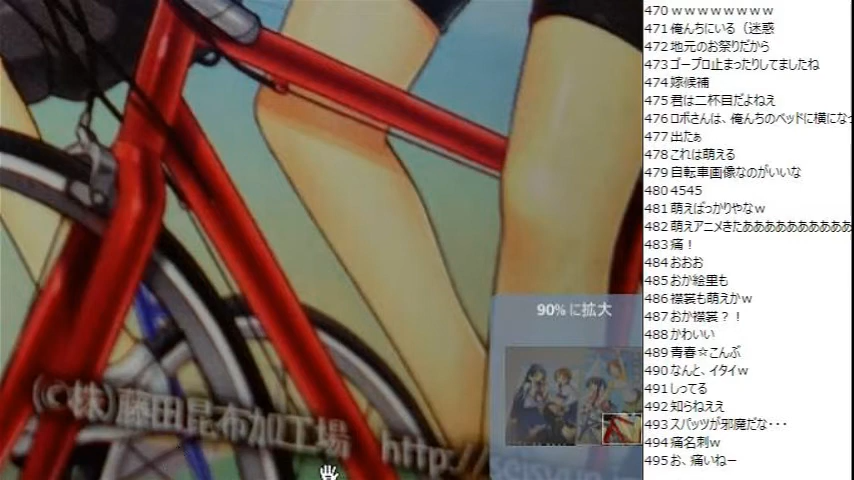 90% に拡大
(©株)藤田昆布加工場 http://seisyun.
470 ｗｗｗｗｗｗｗｗ
471 俺んちにいる（迷惑
472 地元のお祭りだから
473 ゴープロ止まったりしてましたね
474 嫁候補
475 君は二杯目だよねえ
476 ロボさんは、俺んちのベッドに横になっ
477 出たぁ
478 これは萌える
479 自転車画像なのがいいな
480 4545
481 萌えばっかりやなｗ
482 萌えアニメきたああああああああああ
483 痛！
484 おおお
485 おか絵里も
486 襟裳も萌えかｗ
487 おか襟裳？！
488 かわいい
489 青春☆こんぶ
490 なんと、イタイｗ
491 しってる
492 知らねええ
493 スパッツが邪魔だな･･･
494 痛名刺ｗ
495 お、痛いねー